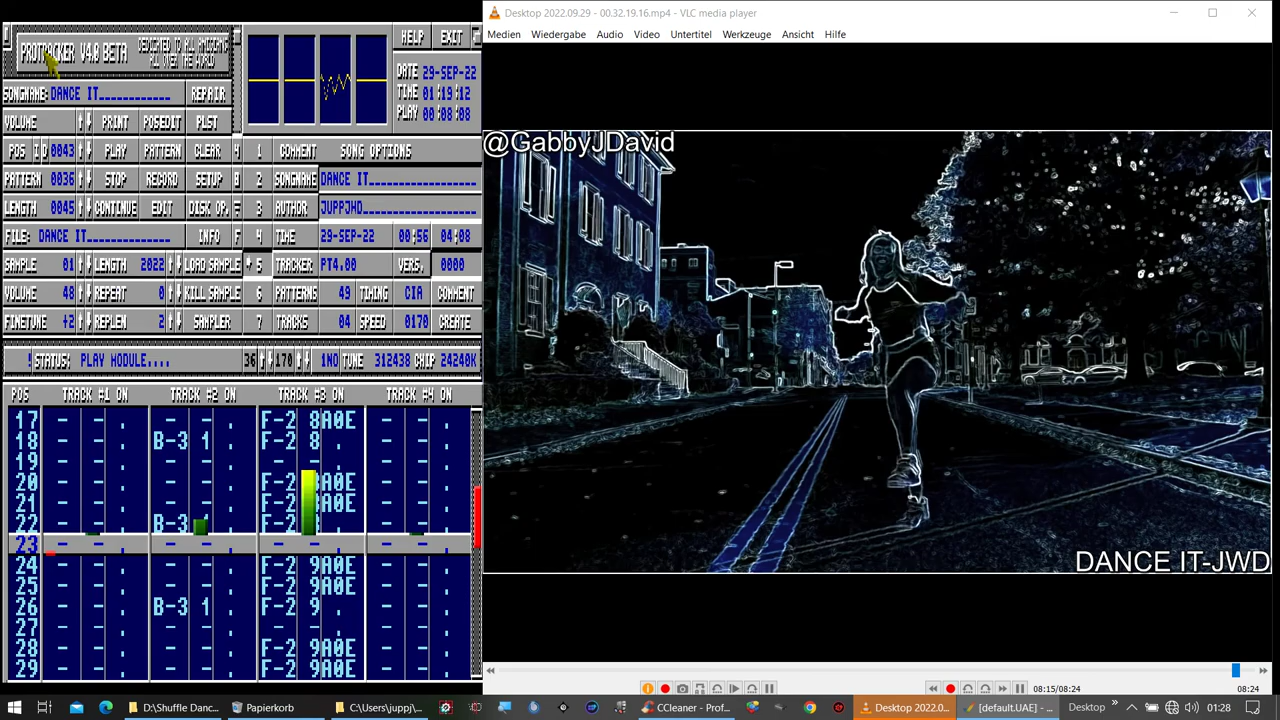 PROTRACKER V4.0 BETA
DEDICATED TO ALL AMIGANS
ALL OVER THE WORLD
HELP EXIT
DATE 29-SEP-22
TIME 01:19:12
PLAY 00:08:08
SONGNAME: DANCE IT____________ REPAIR
VOLUME PRINT POSEDIT PLST
POS I D 0043 PLAY PATTERN CLEAR 1 COMMENT SONG OPTIONS
PATTERN 0036 STOP RECORD SETUP 2 SONGNAME DANCE IT
LENGTH 0045 CONTINUE EDIT DISK OP. 3 AUTHOR JUPPJWD
FILE: DANCE IT INFO F 4 TIME 29-SEP-22 00:56 04:08
SAMPLE 01 LENGTH 2022 LOAD SAMPLE 5 TRACKER PT4.00 VERS. 0000
VOLUME 48 REPEAT 0 KILL SAMPLE 6 PATTERNS 49 TIMING CIA COMMENT
FINETUNE +2 REPLEN 2 SAMPLER 7 TRACKS 04 SPEED 0170 CREATE
! STATUS: PLAY MODULE.... 36 170 1NO TUNE 312438 CHIP 24240K
POS TRACK #1 ON TRACK #2 ON TRACK #3 ON TRACK #4 ON
17 - - . - - . F-2 8A0E - - .
18 - - . B-3 1 . F-2 8 . - - .
19 - - . - - . - - . - - .
20 - - . - - . F-2 8A0E - - .
21 - - . - - . F-2 8A0E - - .
22 - - . B-3 1 . F-2 . - - .
23 - - . - - . - - . - - .
24 - - . - - . F-2 9A0E - - .
25 - - . - - . F-2 9A0E - - .
26 - - . B-3 1 . F-2 9 . - - .
27 - - . - - . - - . - - .
28 - - . - - . F-2 9A0E - - .
29 - - . - - . F-2 9A0E - - .
Desktop 2022.09.29 - 00.32.19.16.mp4 - VLC media player
Medien Wiedergabe Audio Video Untertitel Werkzeuge Ansicht Hilfe
@GabbyJDavid
DANCE IT-JWD
08:15/08:24 08:24
D:\Shuffle Danc... Papierkorb C:\Users\juppj/... CCleaner - Prof... Desktop 2022.0... [default.UAE] - ... Desktop 01:28